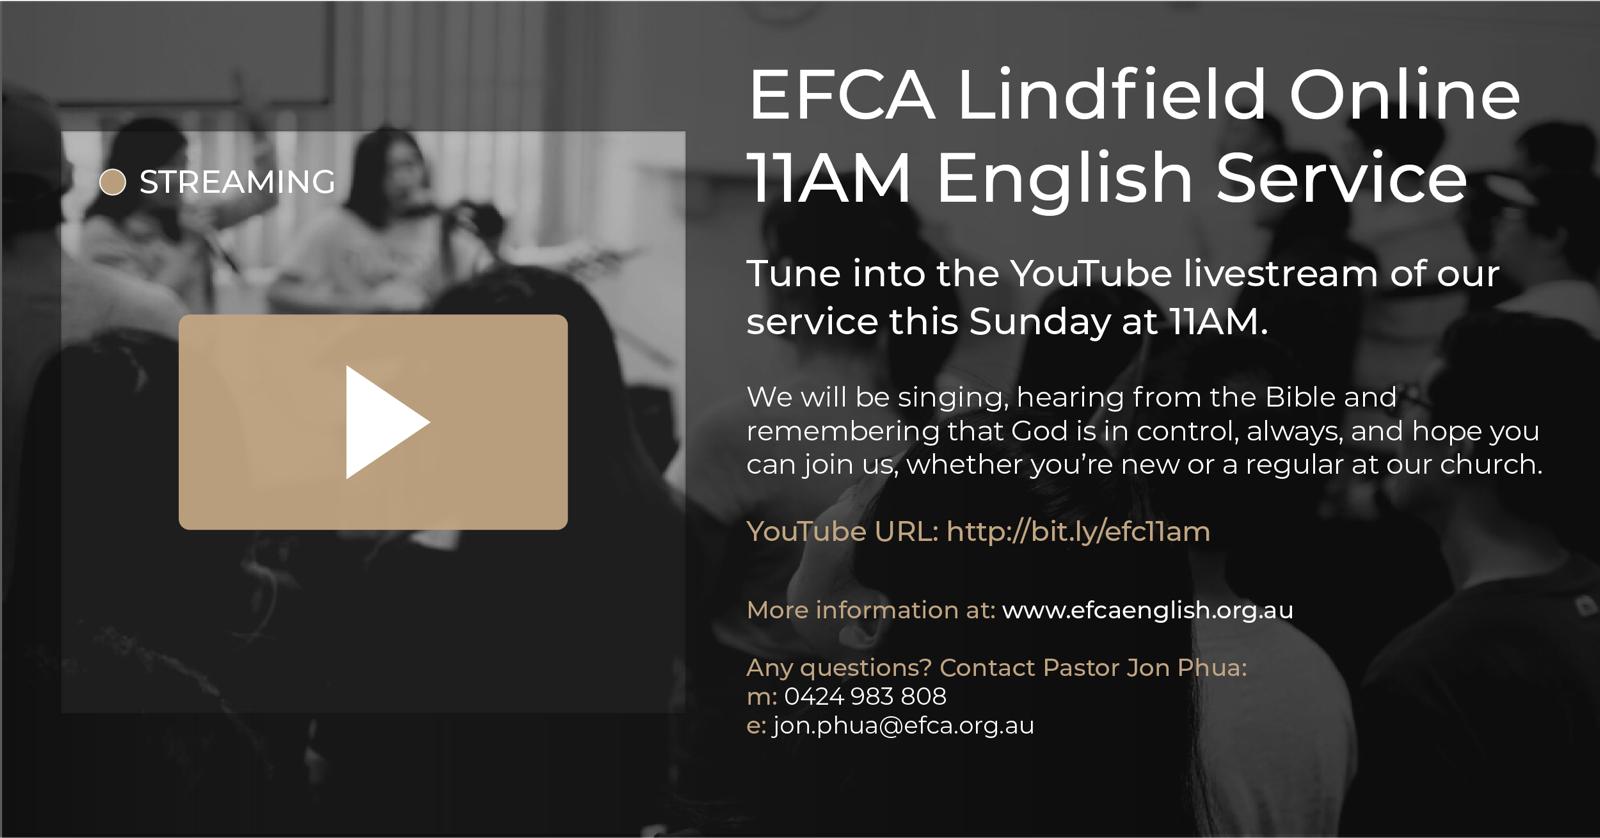 STREAMING
EFCA Lindfield Online
11AM English Service
Tune into the YouTube livestream of our
service this Sunday at 11AM.
We will be singing, hearing from the Bible and
remembering that God is in control, always, and hope you
can join us, whether you’re new or a regular at our church.
YouTube URL: http://bit.ly/efc11am
More information at: www.efcaenglish.org.au
Any questions? Contact Pastor Jon Phua:
m: 0424 983 808
e: jon.phua@efca.org.au